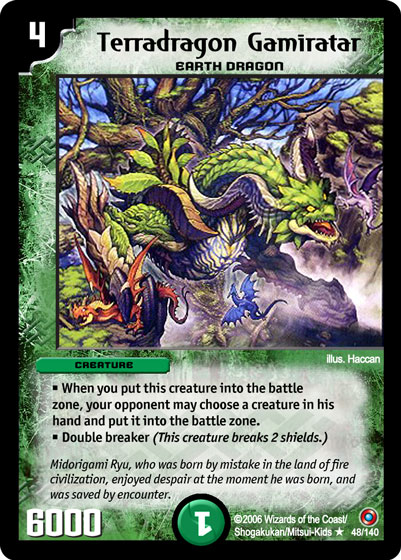 4
Terradragon Gamiratar
EARTH DRAGON
illus. Haccan
CREATURE
▪ When you put this creature into the battle
zone, your opponent may choose a creature in his
hand and put it into the battle zone.
▪ Double breaker (This creature breaks 2 shields.)
Midorigami Ryu, who was born by mistake in the land of fire
civilization, enjoyed despair at the moment he was born, and
was saved by encounter.
6000
1
©2006 Wizards of the Coast/
Shogakukan/Mitsui-Kids ★ 48/140